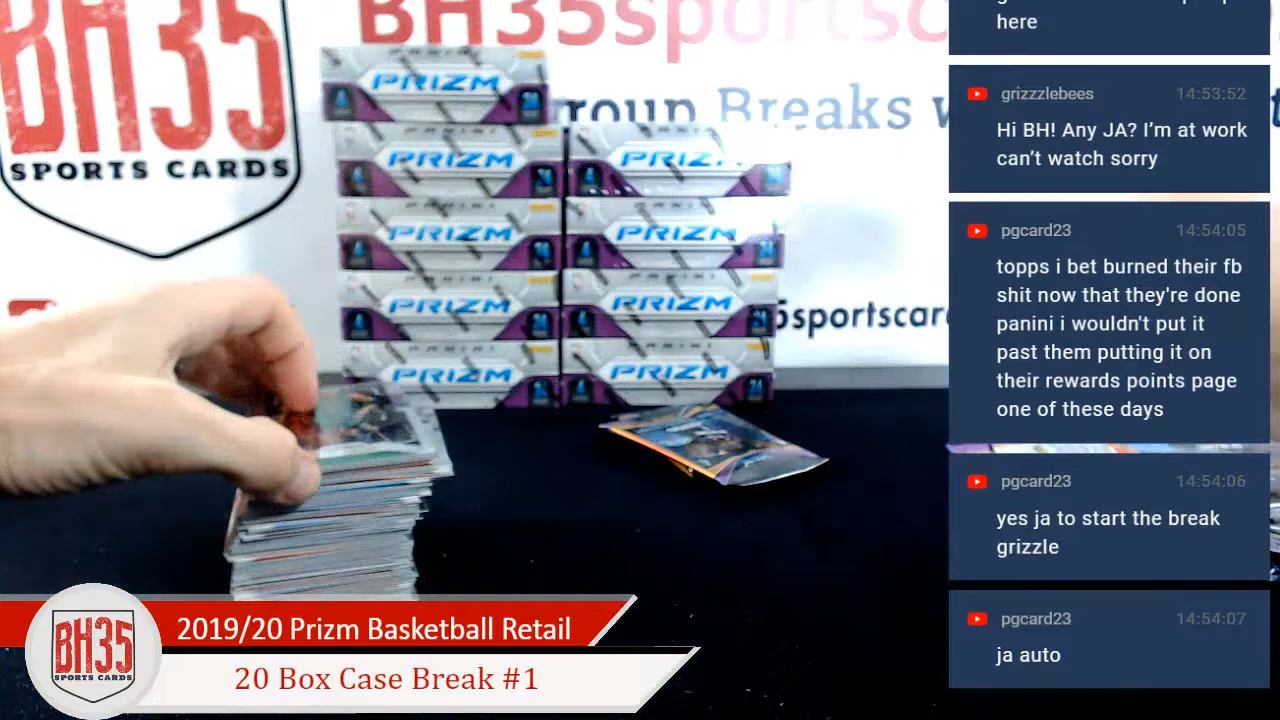 BH35
SPORTS CARDS
BH35sportsc
roup Breaks w
5sportscar
PRIZM
PRIZM
PRIZM
PRIZM
PRIZM
PRIZM
PRIZM
PRIZM
PRIZM
here
grizzzlebees 14:53:52
Hi BH! Any JA? I’m at work
can’t watch sorry
pgcard23 14:54:05
topps i bet burned their fb
shit now that they're done
panini i wouldn't put it
past them putting it on
their rewards points page
one of these days
pgcard23 14:54:06
yes ja to start the break
grizzle
pgcard23 14:54:07
ja auto
BH35
SPORTS CARDS
2019/20 Prizm Basketball Retail
20 Box Case Break #1